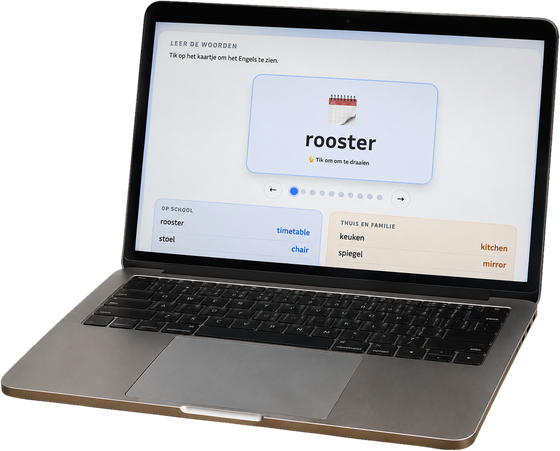 LEER DE WOORDEN
Tik op het kaartje om het Engels te zien.
rooster
Tik om om te draaien
OP SCHOOL
rooster timetable
stoel chair
THUIS EN FAMILIE
keuken kitchen
spiegel mirror